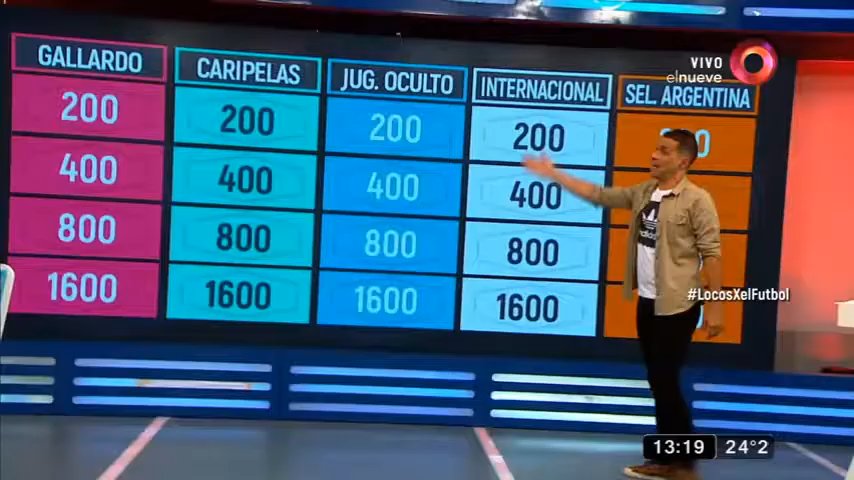 VIVO
elnueve
GALLARDO
CARIPELAS
JUG. OCULTO
INTERNACIONAL
SEL. ARGENTINA
200
200
200
200
400
400
400
400
800
800
800
800
1600
1600
1600
1600
adidas
#LocosXelFutbol
13:19
24°2